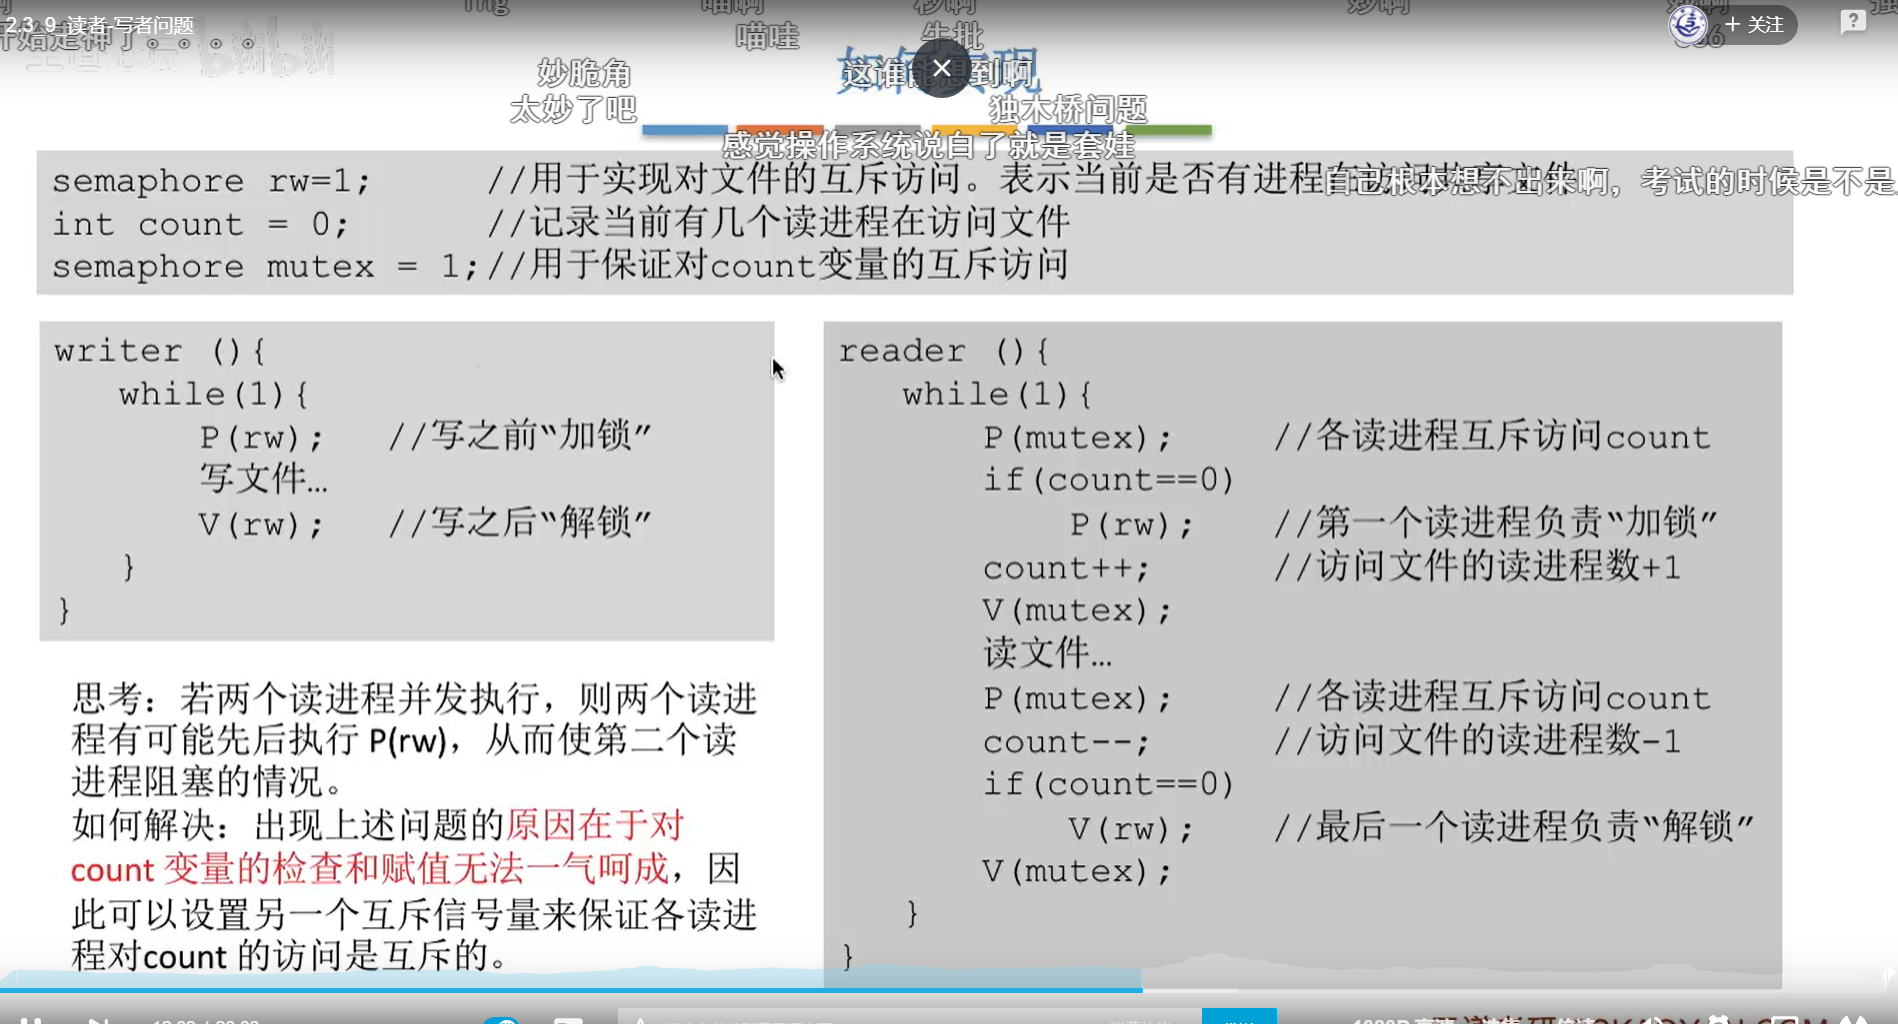 2.3_9_读者-写者问题
+ 关注
喵哇
牛批
妙脆角
太妙了吧
独木桥问题
感觉操作系统说白了就是套娃
自己根本想不出来啊，考试的时候是不是
semaphore rw=1; //用于实现对文件的互斥访问。表示当前是否有进程在访问共享文件
int count = 0; //记录当前有几个读进程在访问文件
semaphore mutex = 1;//用于保证对count变量的互斥访问
writer (){
while(1){
P(rw); //写之前“加锁”
写文件…
V(rw); //写之后“解锁”
}
}
思考：若两个读进程并发执行，则两个读进
程有可能先后执行 P(rw)，从而使第二个读
进程阻塞的情况。
如何解决：出现上述问题的原因在于对
count 变量的检查和赋值无法一气呵成，因
此可以设置另一个互斥信号量来保证各读进
程对count 的访问是互斥的。
reader (){
while(1){
P(mutex); //各读进程互斥访问count
if(count==0)
P(rw); //第一个读进程负责“加锁”
count++; //访问文件的读进程数+1
V(mutex);
读文件…
P(mutex); //各读进程互斥访问count
count--; //访问文件的读进程数-1
if(count==0)
V(rw); //最后一个读进程负责“解锁”
V(mutex);
}
}